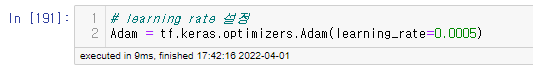 In [191]:
1 # learning rate 설정
2 Adam = tf.keras.optimizers.Adam(learning_rate=0.0005)
executed in 9ms, finished 17:42:16 2022-04-01